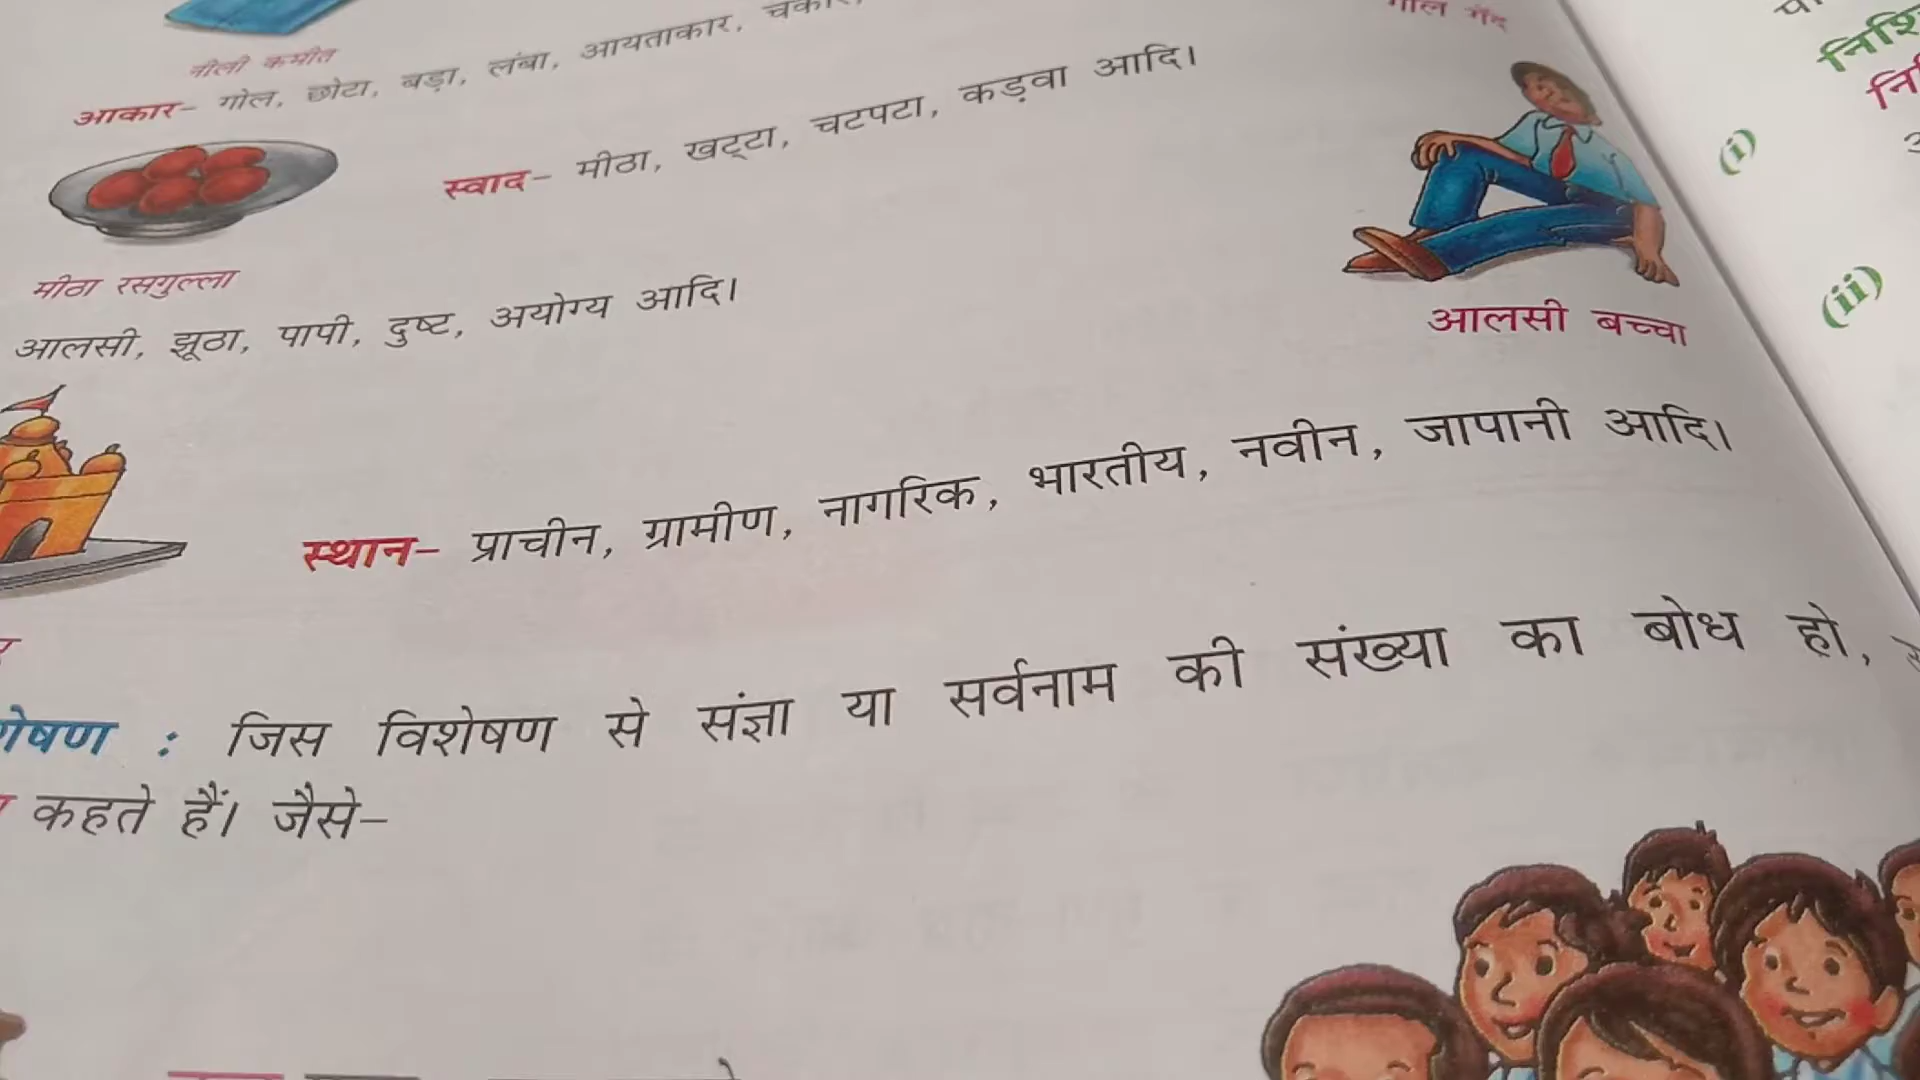 नीली कमीज
गोल गेंद
आकार- गोल, छोटा, बड़ा, लंबा, आयताकार,
स्वाद- मीठा, खट्टा, चटपटा, कड़वा आदि।
मीठा रसगुल्ला
आलसी, झूठा, पापी, दुष्ट, अयोग्य आदि।
आलसी बच्चा
स्थान- प्राचीन, ग्रामीण, नागरिक, भारतीय, नवीन, जापानी आदि।
: जिस विशेषण से संज्ञा या सर्वनाम की संख्या का बोध हो,
कहते हैं। जैसे-
(i)
(ii)